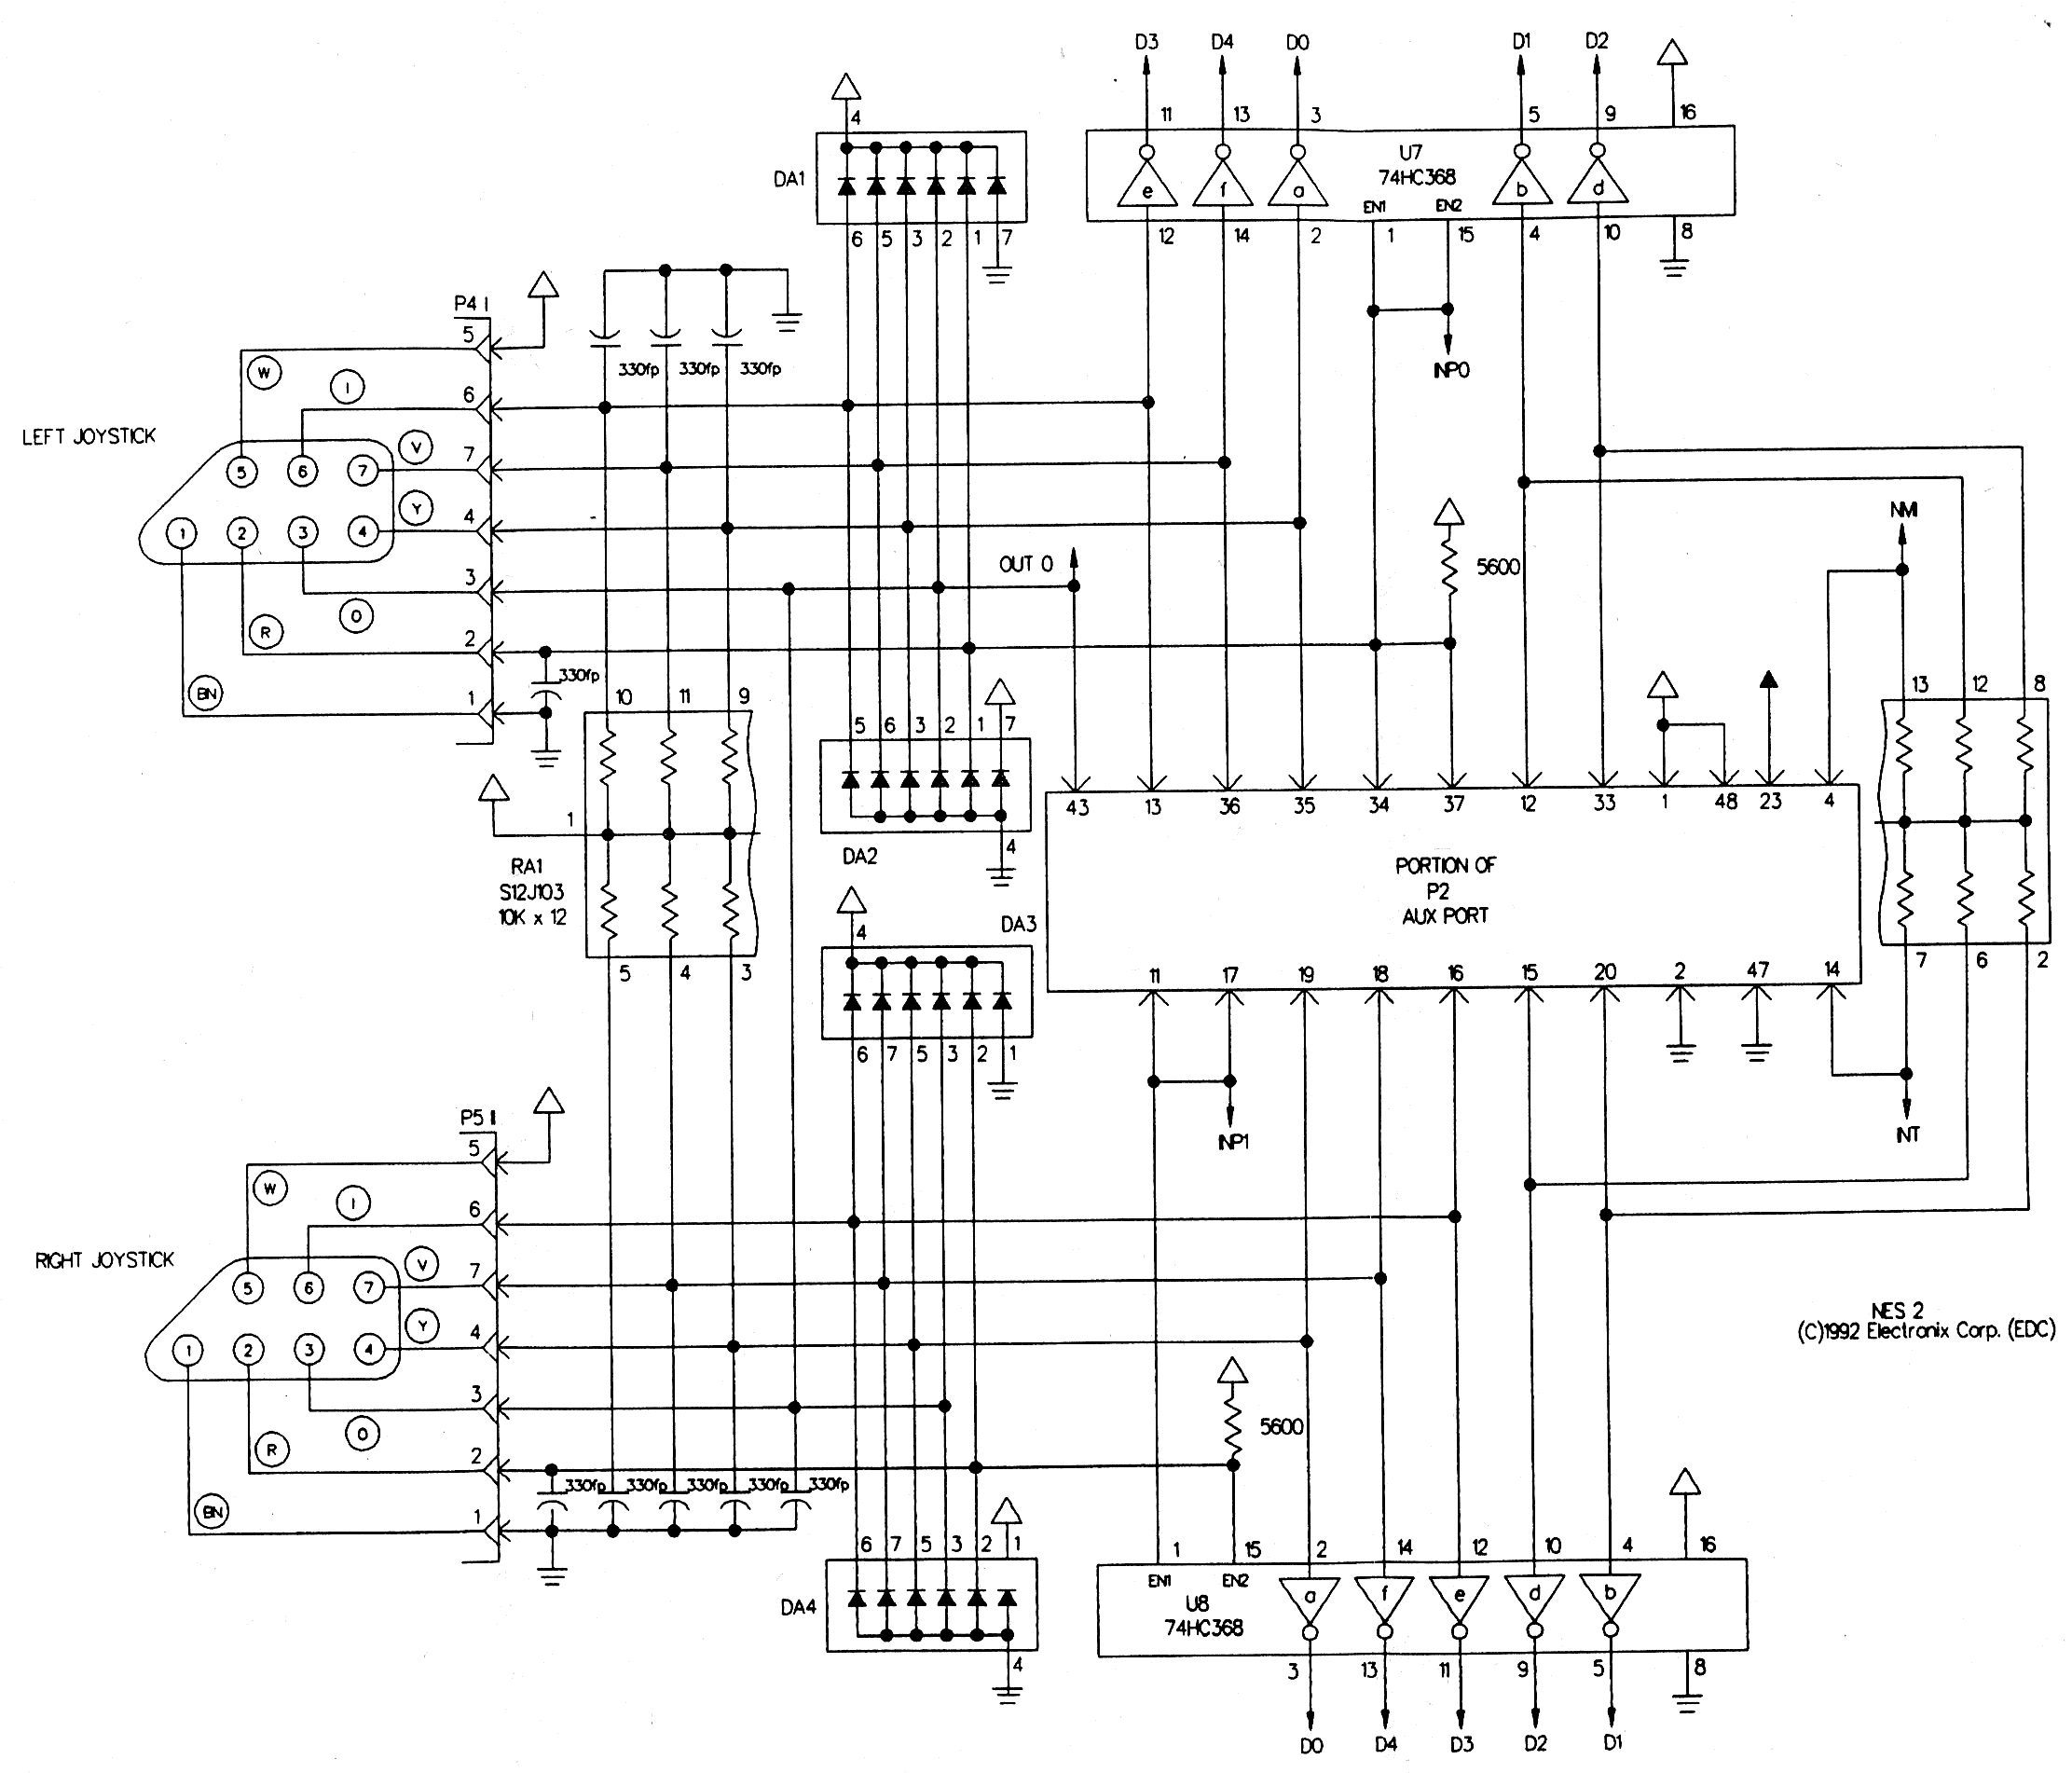 D3 D4 D0 D1 D2
11 13 3 5 9 16
4
U7
74HC368
DA1
e f a b d
EN1 EN2
6 5 3 2 1 7
12 14 2 1 15 4 10 8
P4 I
5
330fp 330fp 330fp
INP0
W
I
6
LEFT JOYSTICK
V
7
5 6 7
Y
4
1 2 3 4
NMI
3
OUT 0
5600
O
R
2
330fp
BN
1
10 11 9
13 12 8
5 6 3 2 1 7
43 13 36 35 34 37 12 33 1 48 23 4
1
DA2
4
RA1
S12J103
10K x 12
PORTION OF
P2
AUX PORT
DA3
4
5 4 3
11 17 19 18 16 15 20 2 47 14
7 6 2
6 7 5 3 2 1
P5 I
INP1
INT
5
W
I
6
RIGHT JOYSTICK
V
7
5 6 7
Y
4
1 2 3 4
NES 2
(C)1992 Electronix Corp. (EDC)
3
O
5600
R
2
330fp 330fp 330fp 330fp 330fp
BN
1
6 7 5 3 2 1
1 15 2 14 12 10 4 16
EN1 EN2
a f e d b
DA4
U8
74HC368
4
3 13 11 9 5 8
D0 D4 D3 D2 D1